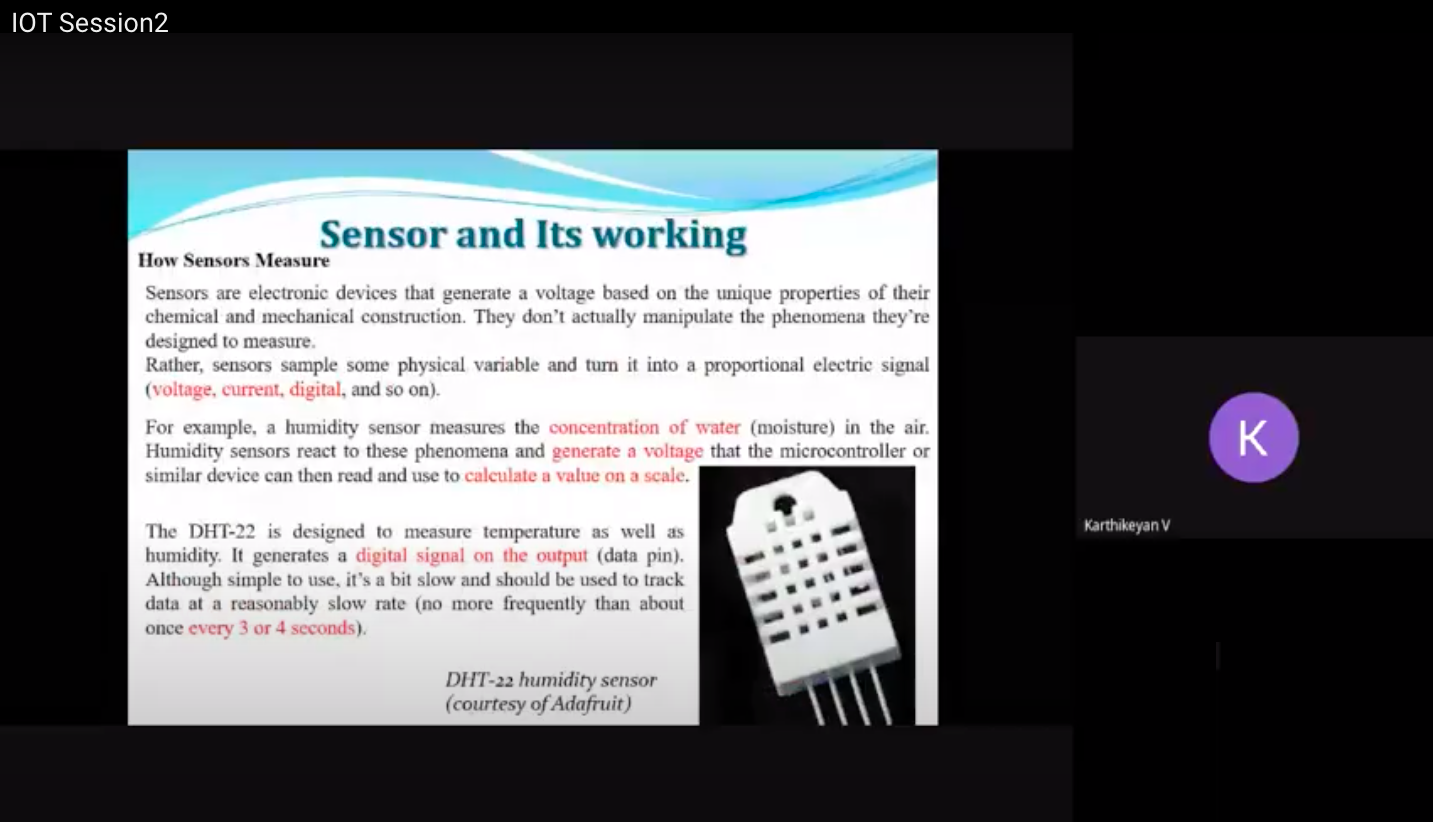 IOT Session2
Sensor and Its working
How Sensors Measure
Sensors are electronic devices that generate a voltage based on the unique properties of their
chemical and mechanical construction. They don't actually manipulate the phenomena they're
designed to measure.
Rather, sensors sample some physical variable and turn it into a proportional electric signal
(voltage, current, digital, and so on).
For example, a humidity sensor measures the concentration of water (moisture) in the air.
Humidity sensors react to these phenomena and generate a voltage that the microcontroller or
similar device can then read and use to calculate a value on a scale.
The DHT-22 is designed to measure temperature as well as
humidity. It generates a digital signal on the output (data pin).
Although simple to use, it's a bit slow and should be used to track
data at a reasonably slow rate (no more frequently than about
once every 3 or 4 seconds).
DHT-22 humidity sensor
(courtesy of Adafruit)
K
Karthikeyan V